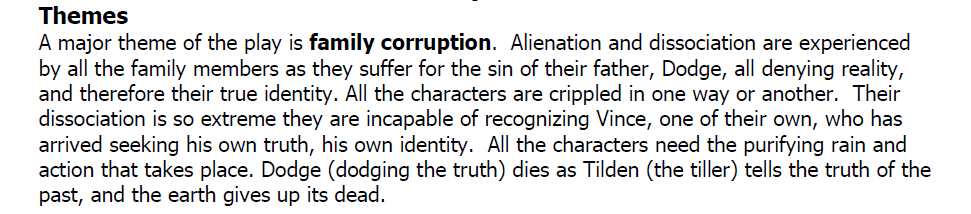 Themes
A major theme of the play is family corruption.  Alienation and dissociation are experienced
by all the family members as they suffer for the sin of their father, Dodge, all denying reality,
and therefore their true identity. All the characters are crippled in one way or another.  Their
dissociation is so extreme they are incapable of recognizing Vince, one of their own, who has
arrived seeking his own truth, his own identity.  All the characters need the purifying rain and
action that takes place. Dodge (dodging the truth) dies as Tilden (the tiller) tells the truth of the
past, and the earth gives up its dead.